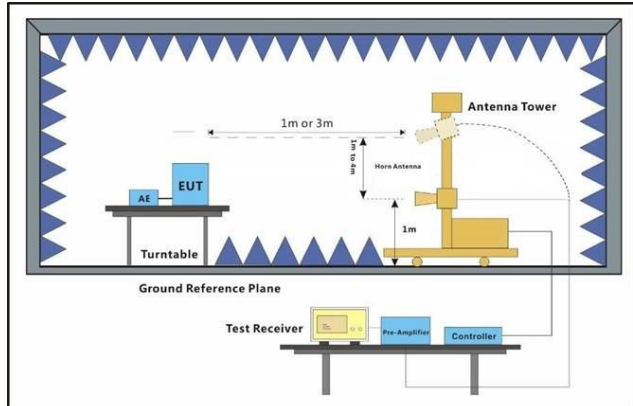 1m or 3m
Antenna Tower
1m to 4m
Horn Antenna
EUT
AE
1m
Turntable
Ground Reference Plane
Test Receiver
Pre-Amplifier
Controller